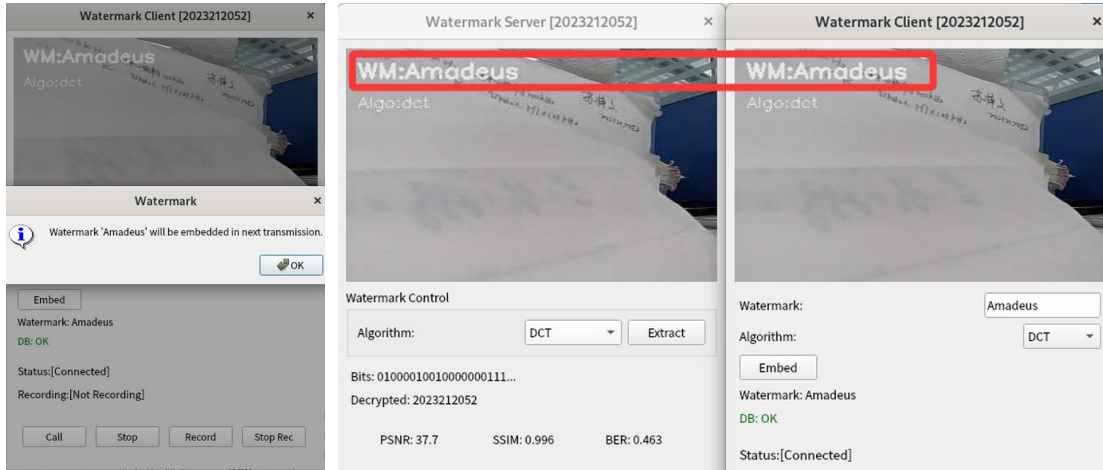 Watermark Client [2023212052] ×
WM:Amadeus
Algo:dct
Watermark ×
Watermark 'Amadeus' will be embedded in next transmission.
OK
Embed
Watermark: Amadeus
DB: OK
Status:[Connected]
Recording:[Not Recording]
Call Stop Record Stop Rec
Watermark Server [2023212052] ×
WM:Amadeus
Algo:dct
Watermark Control
Algorithm: DCT Extract
Bits: 01000010010000000111...
Decrypted: 2023212052
PSNR: 37.7 SSIM: 0.996 BER: 0.463
Watermark Client [2023212052] ×
WM:Amadeus
Algo:dct
Watermark: Amadeus
Algorithm: DCT
Embed
Watermark: Amadeus
DB: OK
Status:[Connected]